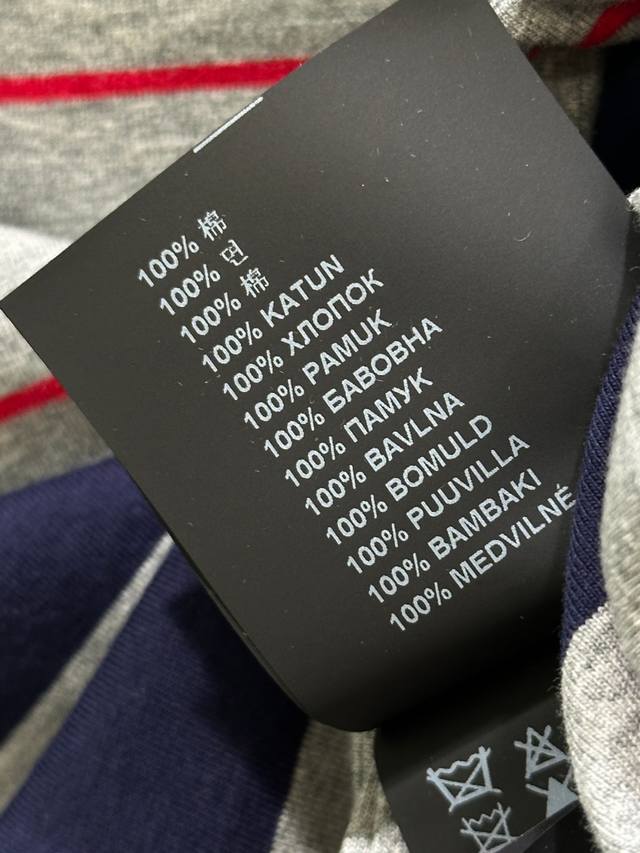 100% 棉
100% 면
100% 棉
100% KATUN
100% ХЛОПОК
100% PAMUK
100% БАВОВНА
100% ПАМУК
100% BAVLNA
100% BOMULD
100% PUUVILLA
100% BAMBAKI
100% MEDVILNĖ